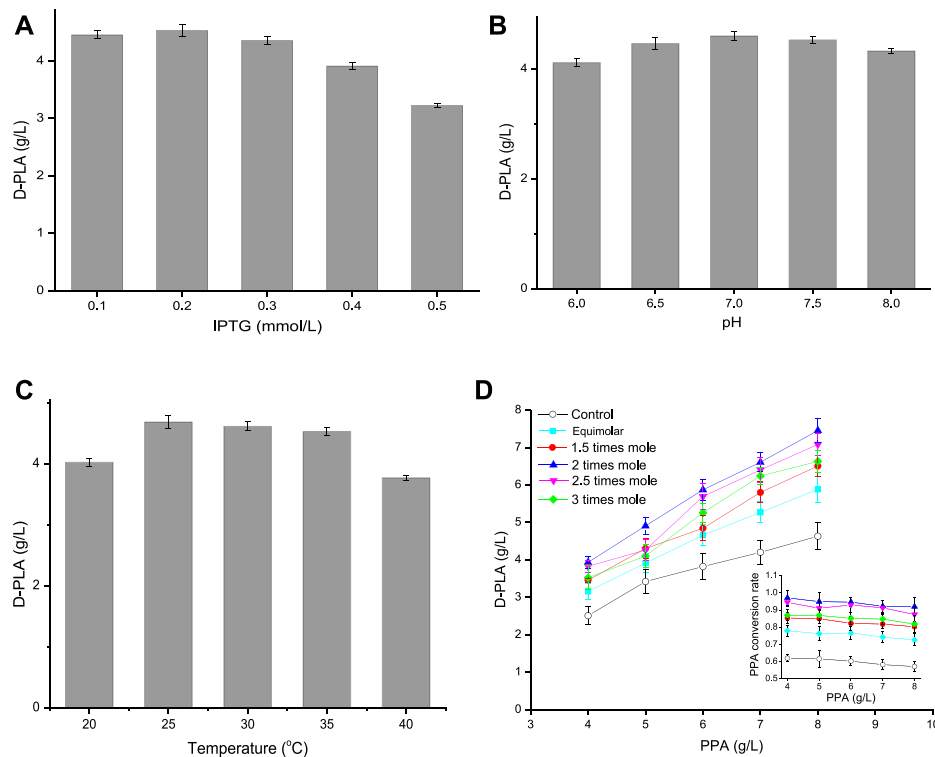 A
4
3
2
1
0
D-PLA (g/L)
0.1 0.2 0.3 0.4 0.5
IPTG (mmol/L)
B
4
2
0
D-PLA (g/L)
6.0 6.5 7.0 7.5 8.0
pH
C
6
4
2
0
D-PLA (g/L)
20 25 30 35 40
Temperature (°C)
D
8
7
6
5
4
3
2
1
0
D-PLA (g/L)
Control
Equimolar
1.5 times mole
2 times mole
2.5 times mole
3 times mole
3 4 5 6 7 8 9 10
PPA (g/L)
1.1
1.0
0.9
0.8
0.7
0.6
0.5
PPA conversion rate
4 5 6 7 8
PPA (g/L)